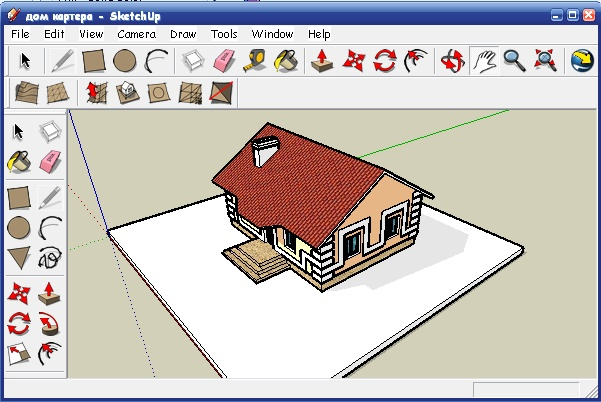 дом картера - SketchUp
File Edit View Camera Draw Tools Window Help